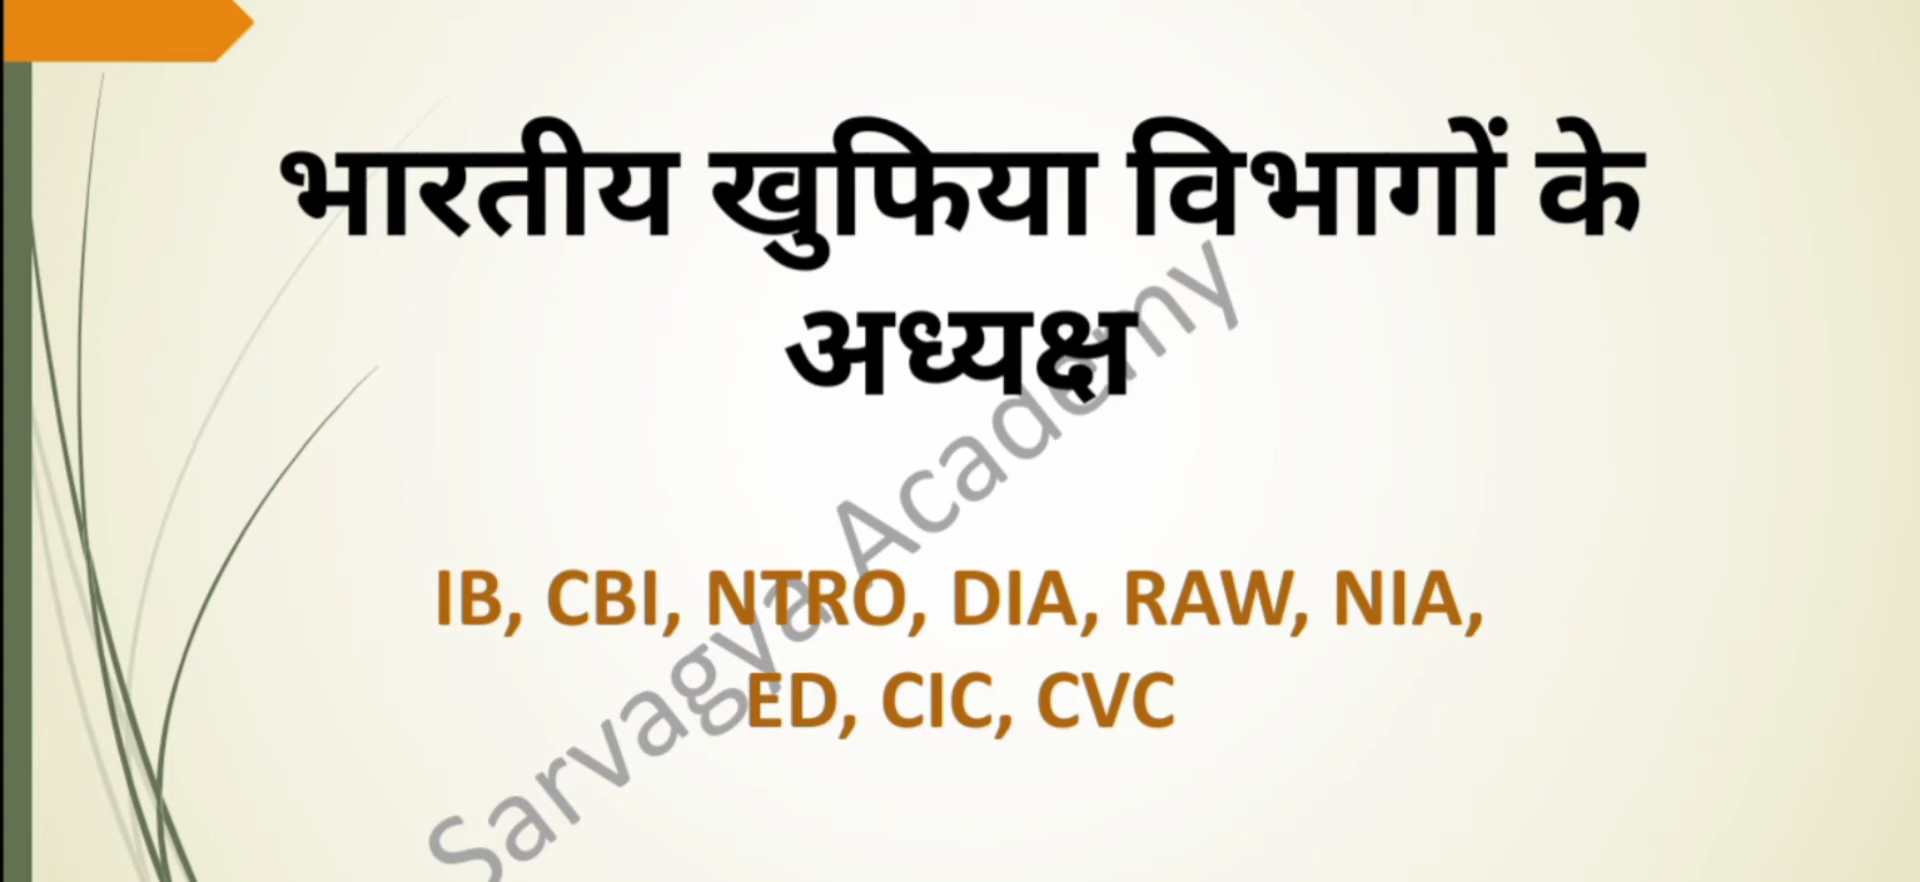 भारतीय खुफिया विभागों के
अध्यक्ष
IB, CBI, NTRO, DIA, RAW, NIA,
ED, CIC, CVC
Sarvagya Academy